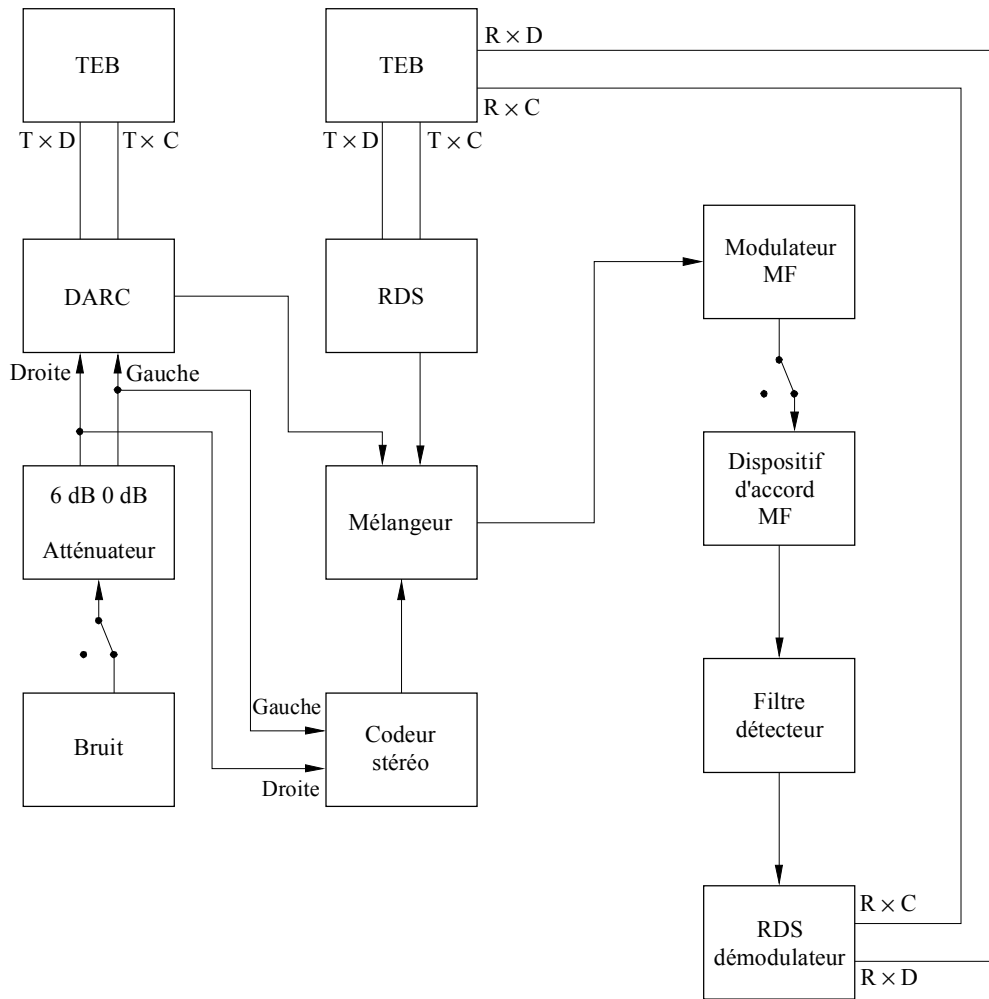 TEB
TEB
R × D
R × C
T × D
T × C
T × D
T × C
DARC
RDS
Modulateur
MF
Droite
Gauche
6 dB 0 dB
Atténuateur
Mélangeur
Dispositif
d'accord
MF
Bruit
Gauche
Droite
Codeur
stéréo
Filtre
détecteur
RDS
démodulateur
R × C
R × D